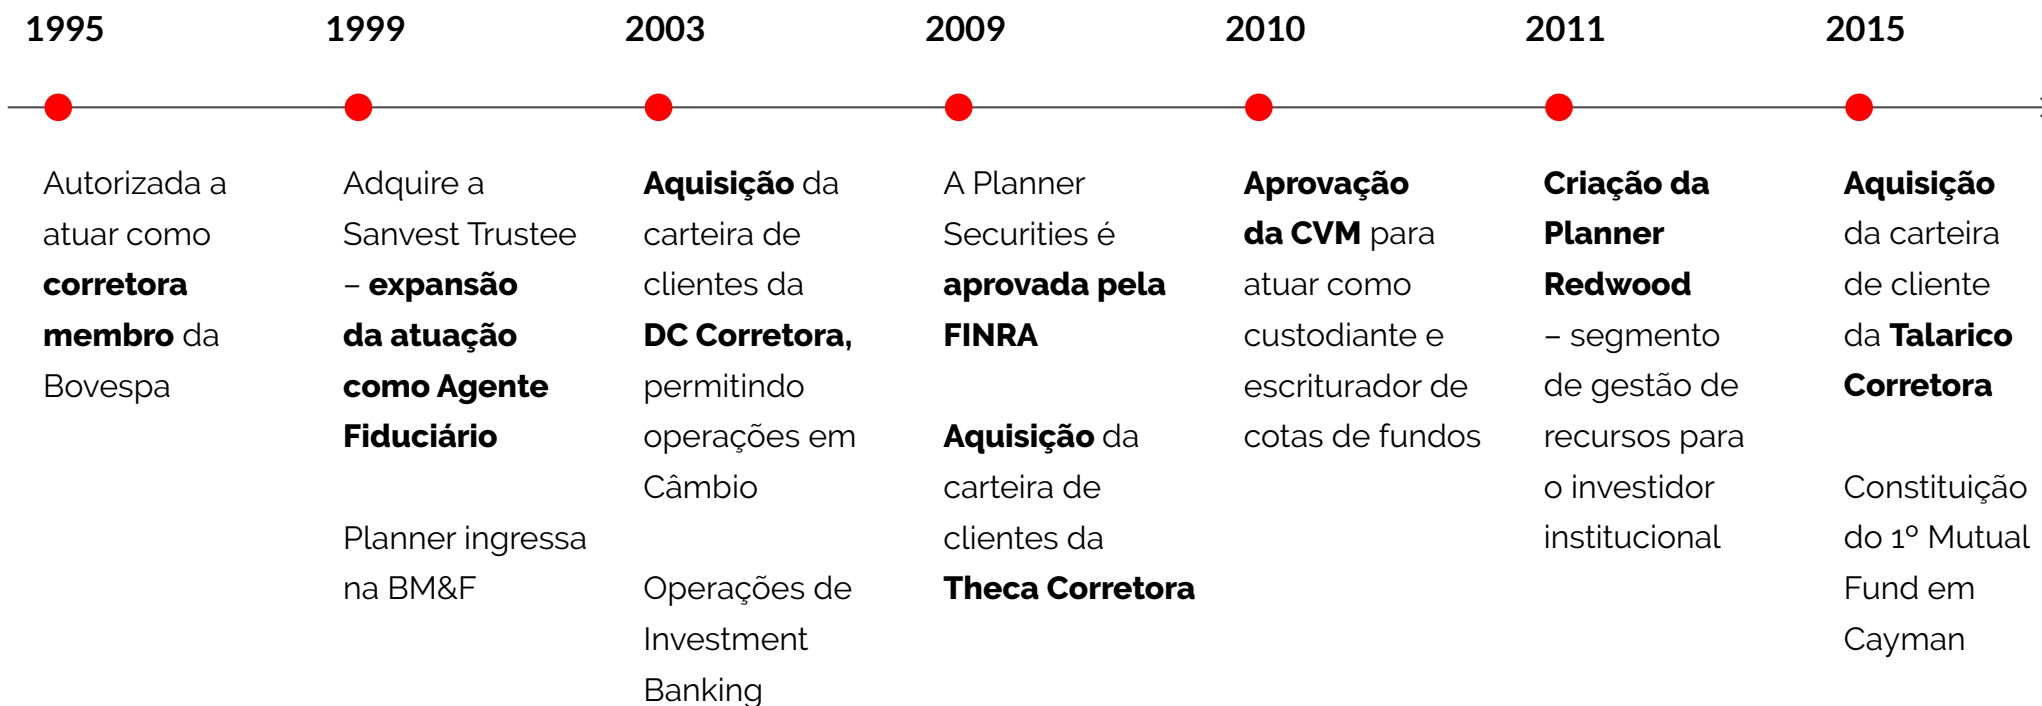 1995
Autorizada a
atuar como
corretora
membro da
Bovespa
1999
Adquire a
Sanvest Trustee
– expansão
da atuação
como Agente
Fiduciário
Planner ingressa
na BM&F
2003
Aquisição da
carteira de
clientes da
DC Corretora,
permitindo
operações em
Câmbio
Operações de
Investment
Banking
2009
A Planner
Securities é
aprovada pela
FINRA
Aquisição da
carteira de
clientes da
Theca Corretora
2010
Aprovação
da CVM para
atuar como
custodiante e
escriturador de
cotas de fundos
2011
Criação da
Planner
Redwood
– segmento
de gestão de
recursos para
o investidor
institucional
2015
Aquisição
da carteira
de cliente
da Talarico
Corretora
Constituição
do 1º Mutual
Fund em
Cayman